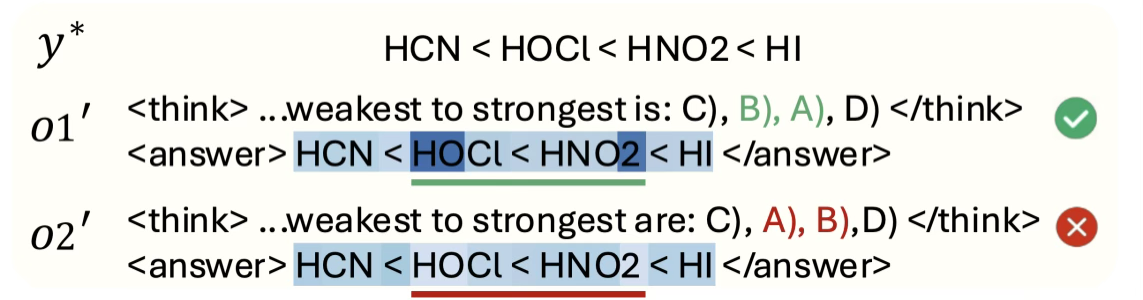 y* HCN < HOCl < HNO2 < HI
o1′ <think> ...weakest to strongest is: C), B), A), D) </think>
<answer> HCN < HOCl < HNO2 < HI </answer>
o2′ <think> ...weakest to strongest are: C), A), B),D) </think>
<answer> HCN < HOCl < HNO2 < HI </answer>